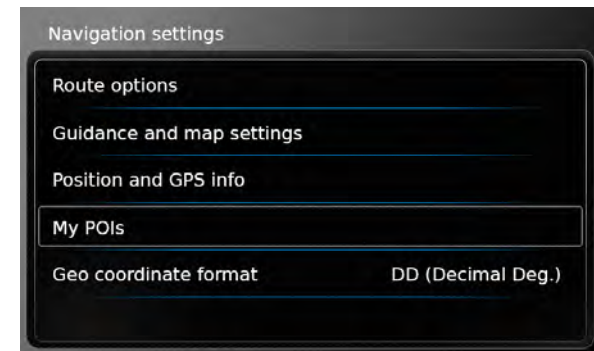 Navigation settings
Route options
Guidance and map settings
Position and GPS info
My POIs
Geo coordinate format DD (Decimal Deg.)